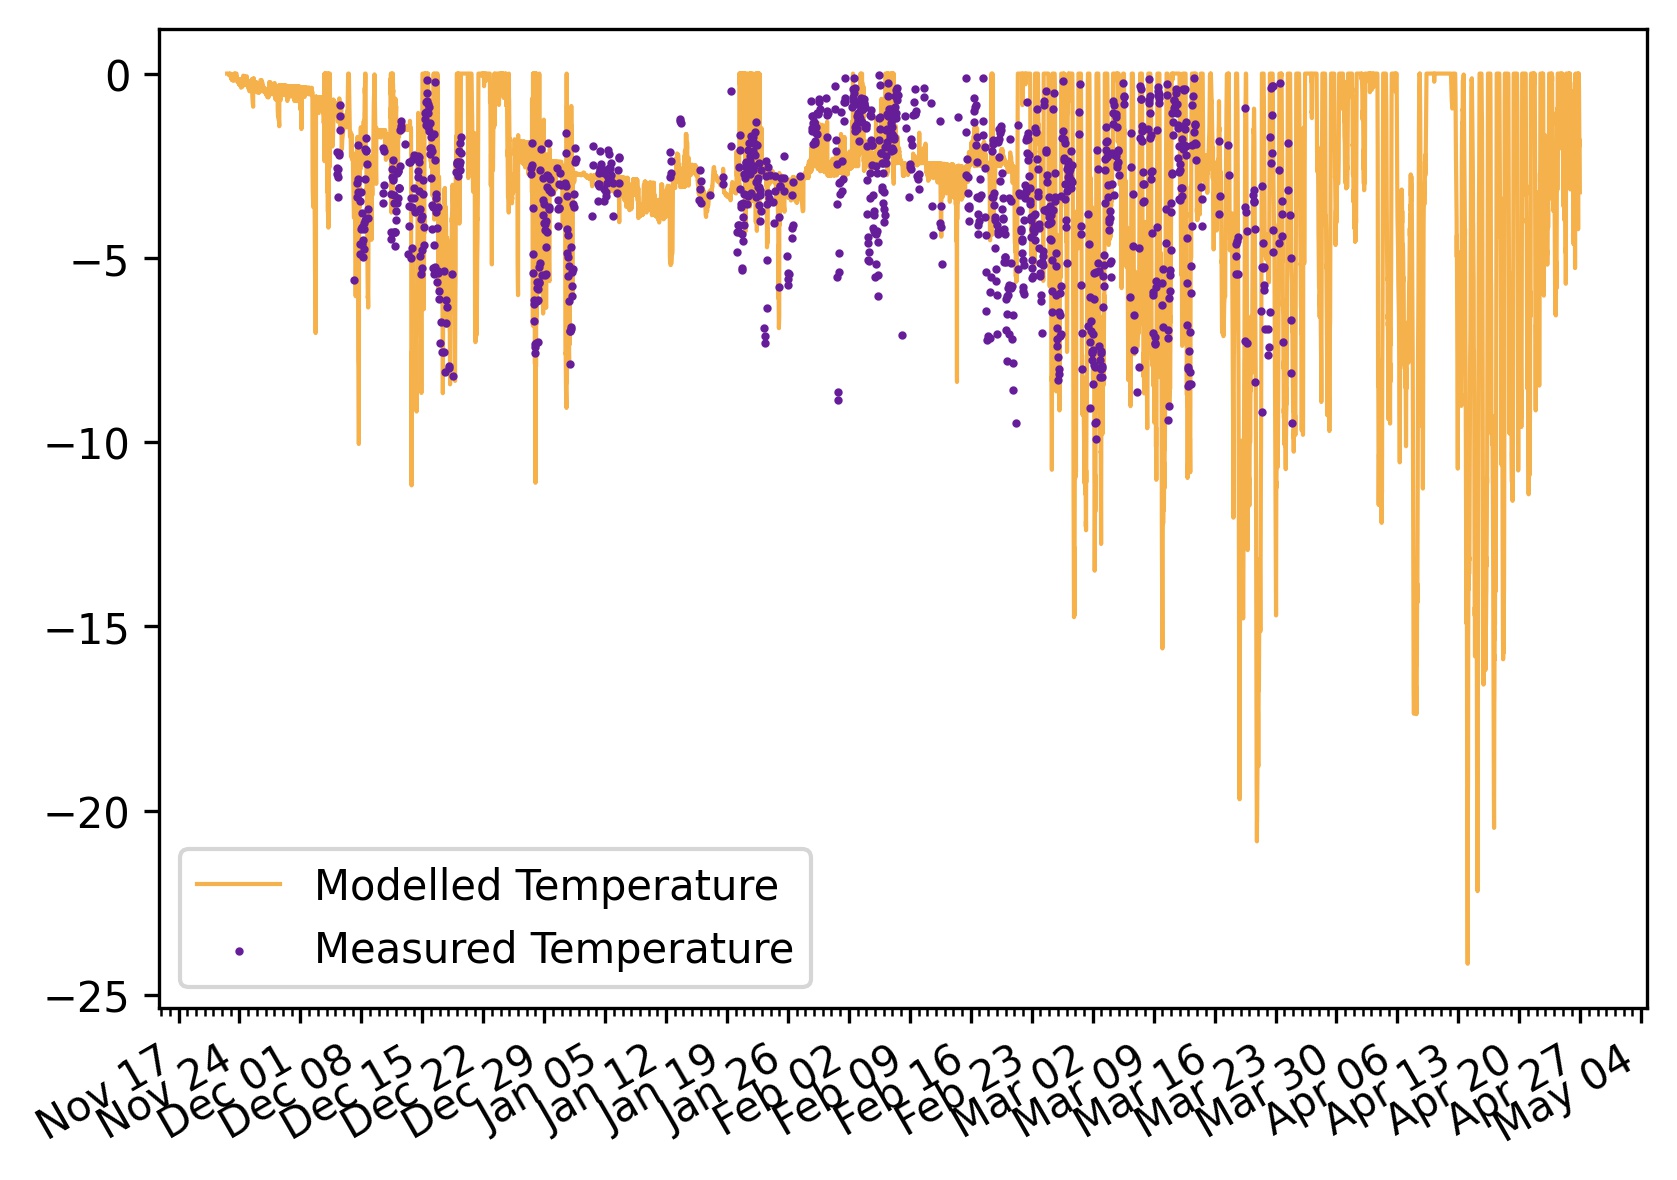 0
−5
−10
−15
−20
−25
Modelled Temperature
Measured Temperature
Nov 17
Nov 24
Dec 01
Dec 08
Dec 15
Dec 22
Dec 29
Jan 05
Jan 12
Jan 19
Jan 26
Feb 02
Feb 09
Feb 16
Feb 23
Mar 02
Mar 09
Mar 16
Mar 23
Mar 30
Apr 06
Apr 13
Apr 20
Apr 27
May 04